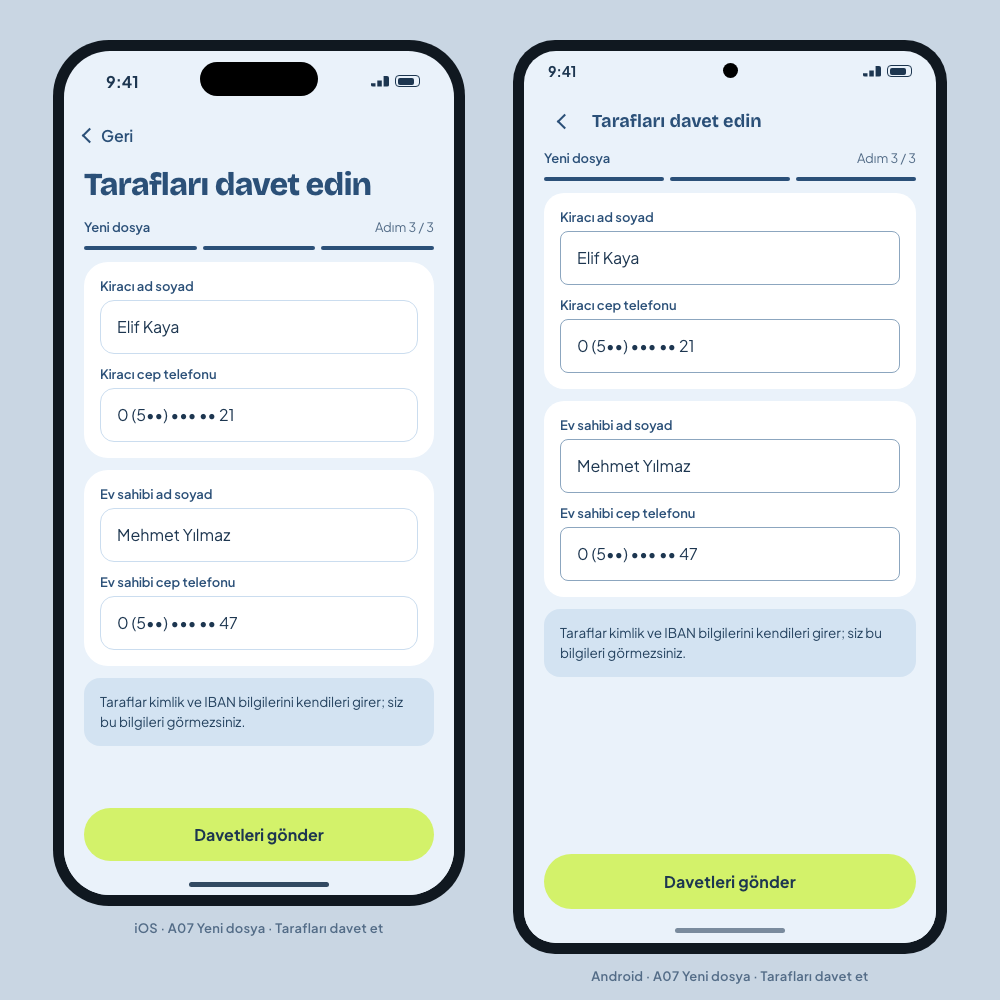 9:41
Geri
Tarafları davet edin
Yeni dosya
Adım 3 / 3
Kiracı ad soyad
Elif Kaya
Kiracı cep telefonu
0 (5••) ••• •• 21
Ev sahibi ad soyad
Mehmet Yılmaz
Ev sahibi cep telefonu
0 (5••) ••• •• 47
Taraflar kimlik ve IBAN bilgilerini kendileri girer; siz
bu bilgileri görmezsiniz.
Davetleri gönder
iOS · A07 Yeni dosya · Tarafları davet et
9:41
Tarafları davet edin
Yeni dosya
Adım 3 / 3
Kiracı ad soyad
Elif Kaya
Kiracı cep telefonu
0 (5••) ••• •• 21
Ev sahibi ad soyad
Mehmet Yılmaz
Ev sahibi cep telefonu
0 (5••) ••• •• 47
Taraflar kimlik ve IBAN bilgilerini kendileri girer; siz bu
bilgileri görmezsiniz.
Davetleri gönder
Android · A07 Yeni dosya · Tarafları davet et